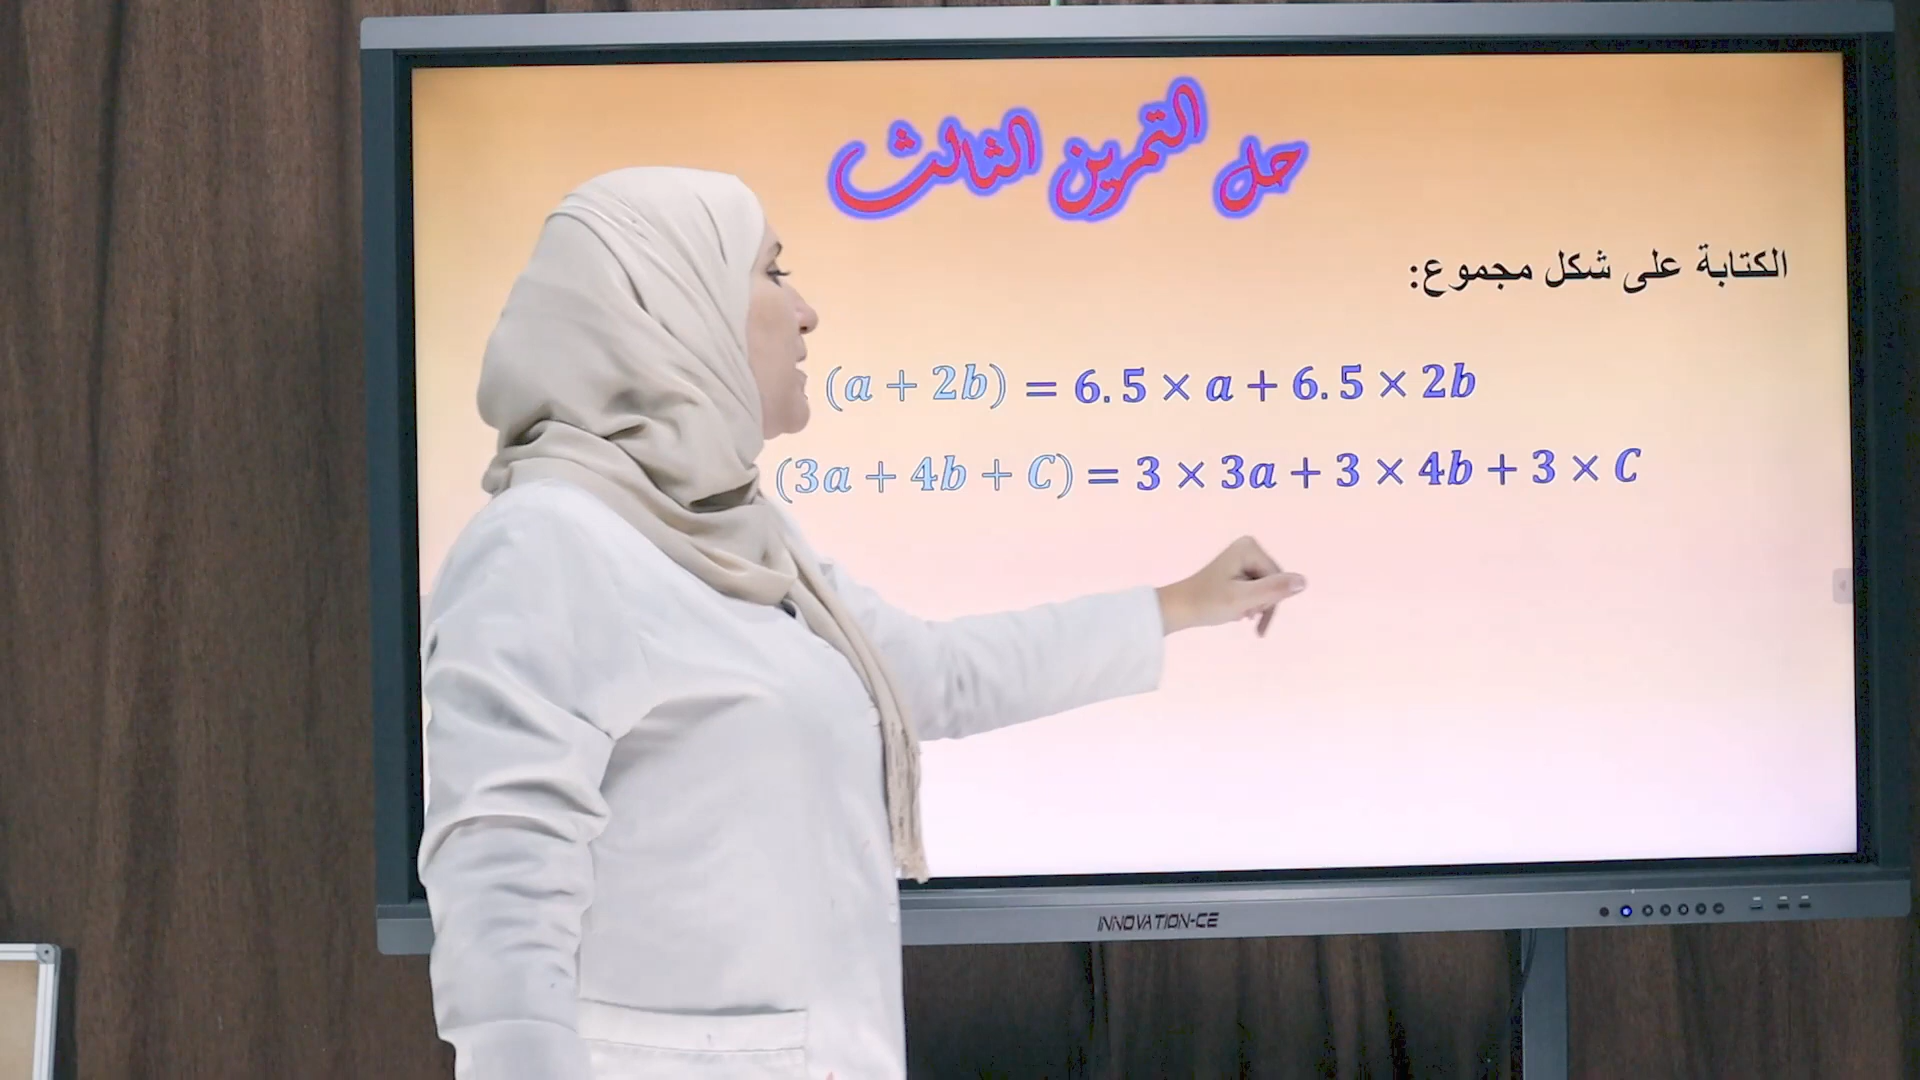 حل التمرين الثالث
الكتابة على شكل مجموع:
(a + 2b) = 6.5 × a + 6.5 × 2b
(3a + 4b + C) = 3 × 3a + 3 × 4b + 3 × C
INNOVATION-CE